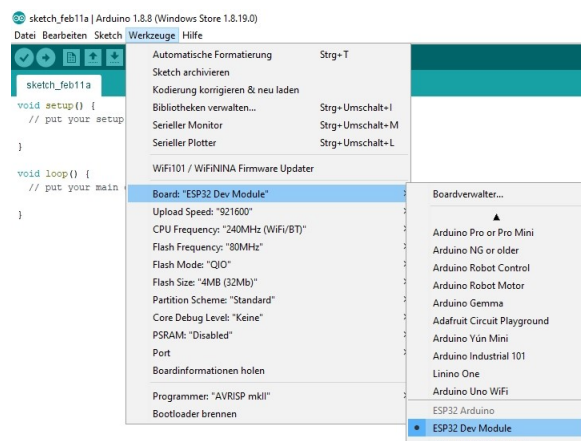 sketch_feb11a | Arduino 1.8.8 (Windows Store 1.8.19.0)
Datei Bearbeiten Sketch Werkzeuge Hilfe
sketch_feb11a
void setup() {
// put your setup
}
void loop() {
// put your main
}
Automatische Formatierung Strg+T
Sketch archivieren
Kodierung korrigieren & neu laden
Bibliotheken verwalten... Strg+Umschalt+I
Serieller Monitor Strg+Umschalt+M
Serieller Plotter Strg+Umschalt+L
WiFi101 / WiFiNINA Firmware Updater
Board: "ESP32 Dev Module"
Upload Speed: "921600"
CPU Frequency: "240MHz (WiFi/BT)"
Flash Frequency: "80MHz"
Flash Mode: "QIO"
Flash Size: "4MB (32Mb)"
Partition Scheme: "Standard"
Core Debug Level: "Keine"
PSRAM: "Disabled"
Port
Boardinformationen holen
Programmer: "AVRISP mkII"
Bootloader brennen
Boardverwalter...
Arduino Pro or Pro Mini
Arduino NG or older
Arduino Robot Control
Arduino Robot Motor
Arduino Gemma
Adafruit Circuit Playground
Arduino Yún Mini
Arduino Industrial 101
Linino One
Arduino Uno WiFi
ESP32 Arduino
ESP32 Dev Module